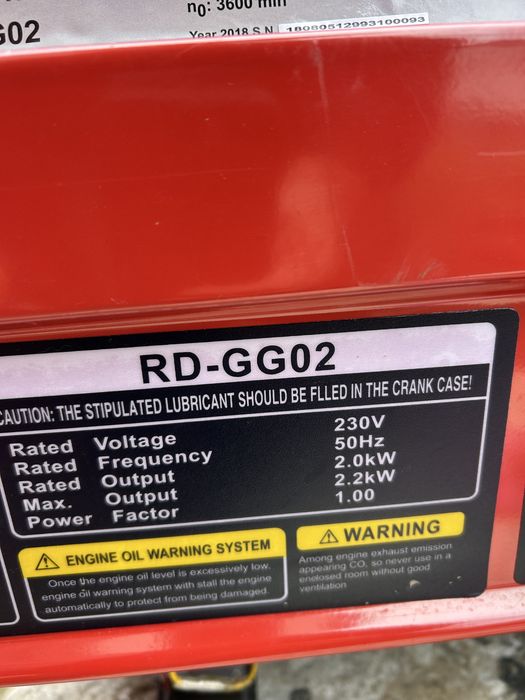 n0: 3600 min
G02
Year 2018 S.N 18080512993100093
RD-GG02
CAUTION: THE STIPULATED LUBRICANT SHOULD BE FLLED IN THE CRANK CASE!
Rated Voltage 230V
Rated Frequency 50Hz
Rated Output 2.0kW
Max. Output 2.2kW
Power Factor 1.00
ENGINE OIL WARNING SYSTEM
Once the engine oil level is excessively low,
engine oil warning system with stall the engine
automatically to protect from being damaged.
WARNING
Among engine exhaust emission
appearing CO, so never use in a
enclosed room without good
ventilation